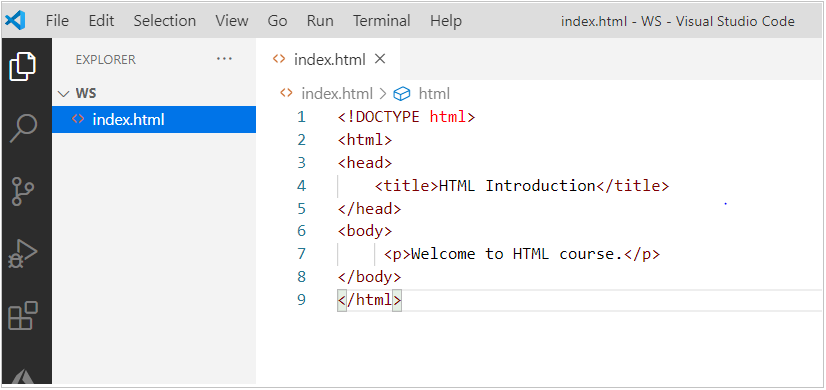 File Edit Selection View Go Run Terminal Help index.html - WS - Visual Studio Code
EXPLORER ···
index.html ×
WS
index.html > html
index.html
1 <!DOCTYPE html>
2 <html>
3 <head>
4 <title>HTML Introduction</title>
5 </head>
6 <body>
7 <p>Welcome to HTML course.</p>
8 </body>
9 </html>